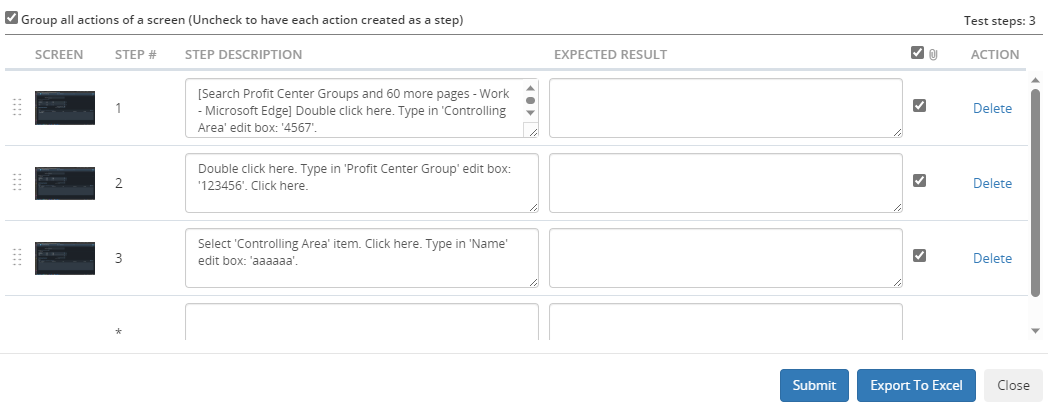 Group all actions of a screen (Uncheck to have each action created as a step)
Test steps: 3
SCREEN STEP # STEP DESCRIPTION EXPECTED RESULT ACTION
1
[Search Profit Center Groups and 60 more pages - Work
- Microsoft Edge] Double click here. Type in 'Controlling
Area' edit box: '4567'.
Delete
2
Double click here. Type in 'Profit Center Group' edit box:
'123456'. Click here.
Delete
3
Select 'Controlling Area' item. Click here. Type in 'Name'
edit box: 'aaaaaa'.
Delete
*
Submit Export To Excel Close